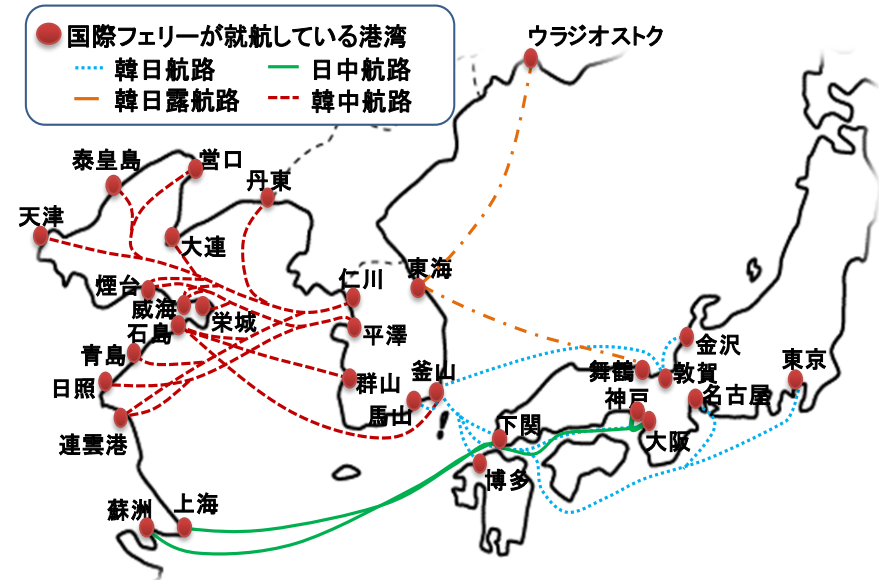 国際フェリーが就航している港湾
韓日航路
日中航路
韓日露航路
韓中航路
ウラジオストク
泰皇島
営口
丹東
天津
大連
東海
仁川
煙台
威海
栄城
石島
平澤
金沢
青島
釜山
舞鶴
敦賀
東京
日照
群山
神戸
名古屋
馬山
下関
大阪
連雲港
博多
蘇洲
上海